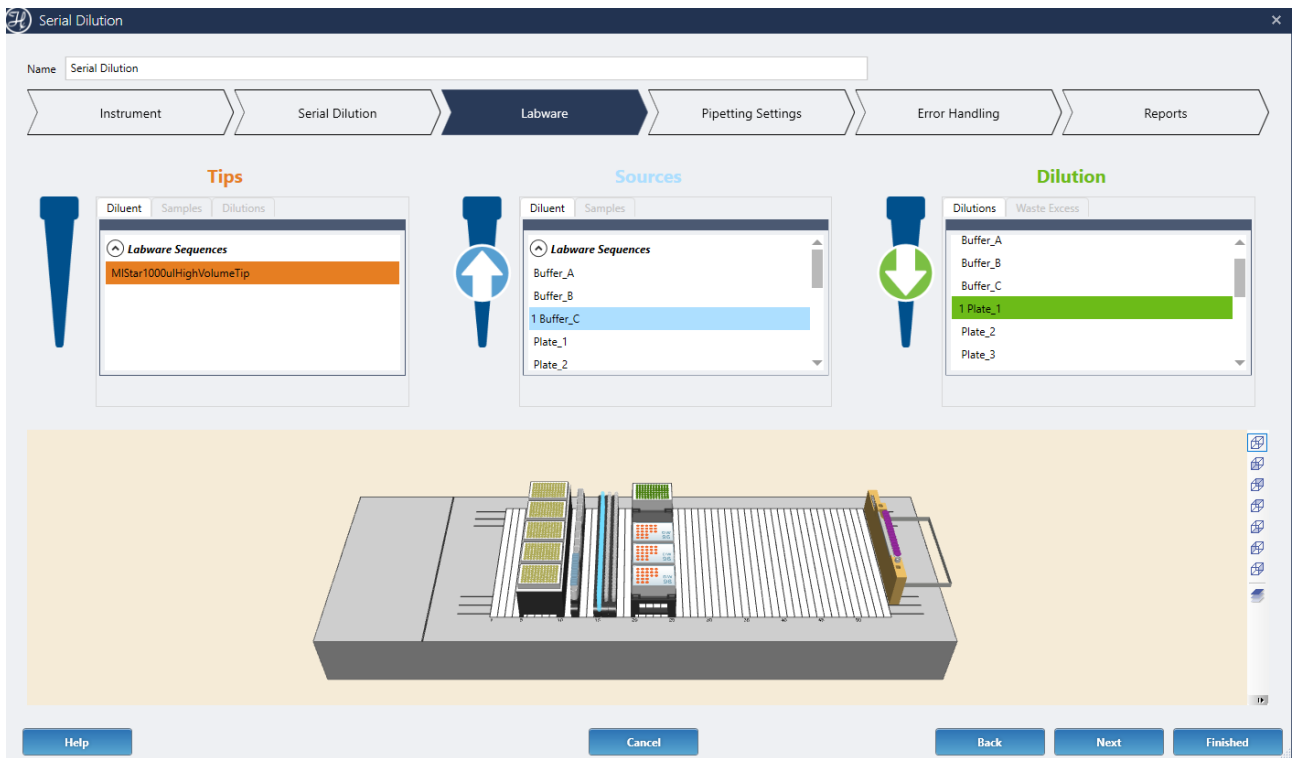 Serial Dilution
Name Serial Dilution
Instrument Serial Dilution Labware Pipetting Settings Error Handling Reports
Tips Sources Dilution
Diluent Samples Dilutions
Labware Sequences
MlStar1000ulHighVolumeTip
Diluent Samples
Labware Sequences
Buffer_A
Buffer_B
1 Buffer_C
Plate_1
Plate_2
Dilutions Waste Excess
Buffer_A
Buffer_B
Buffer_C
1 Plate_1
Plate_2
Plate_3
Help Cancel Back Next Finished